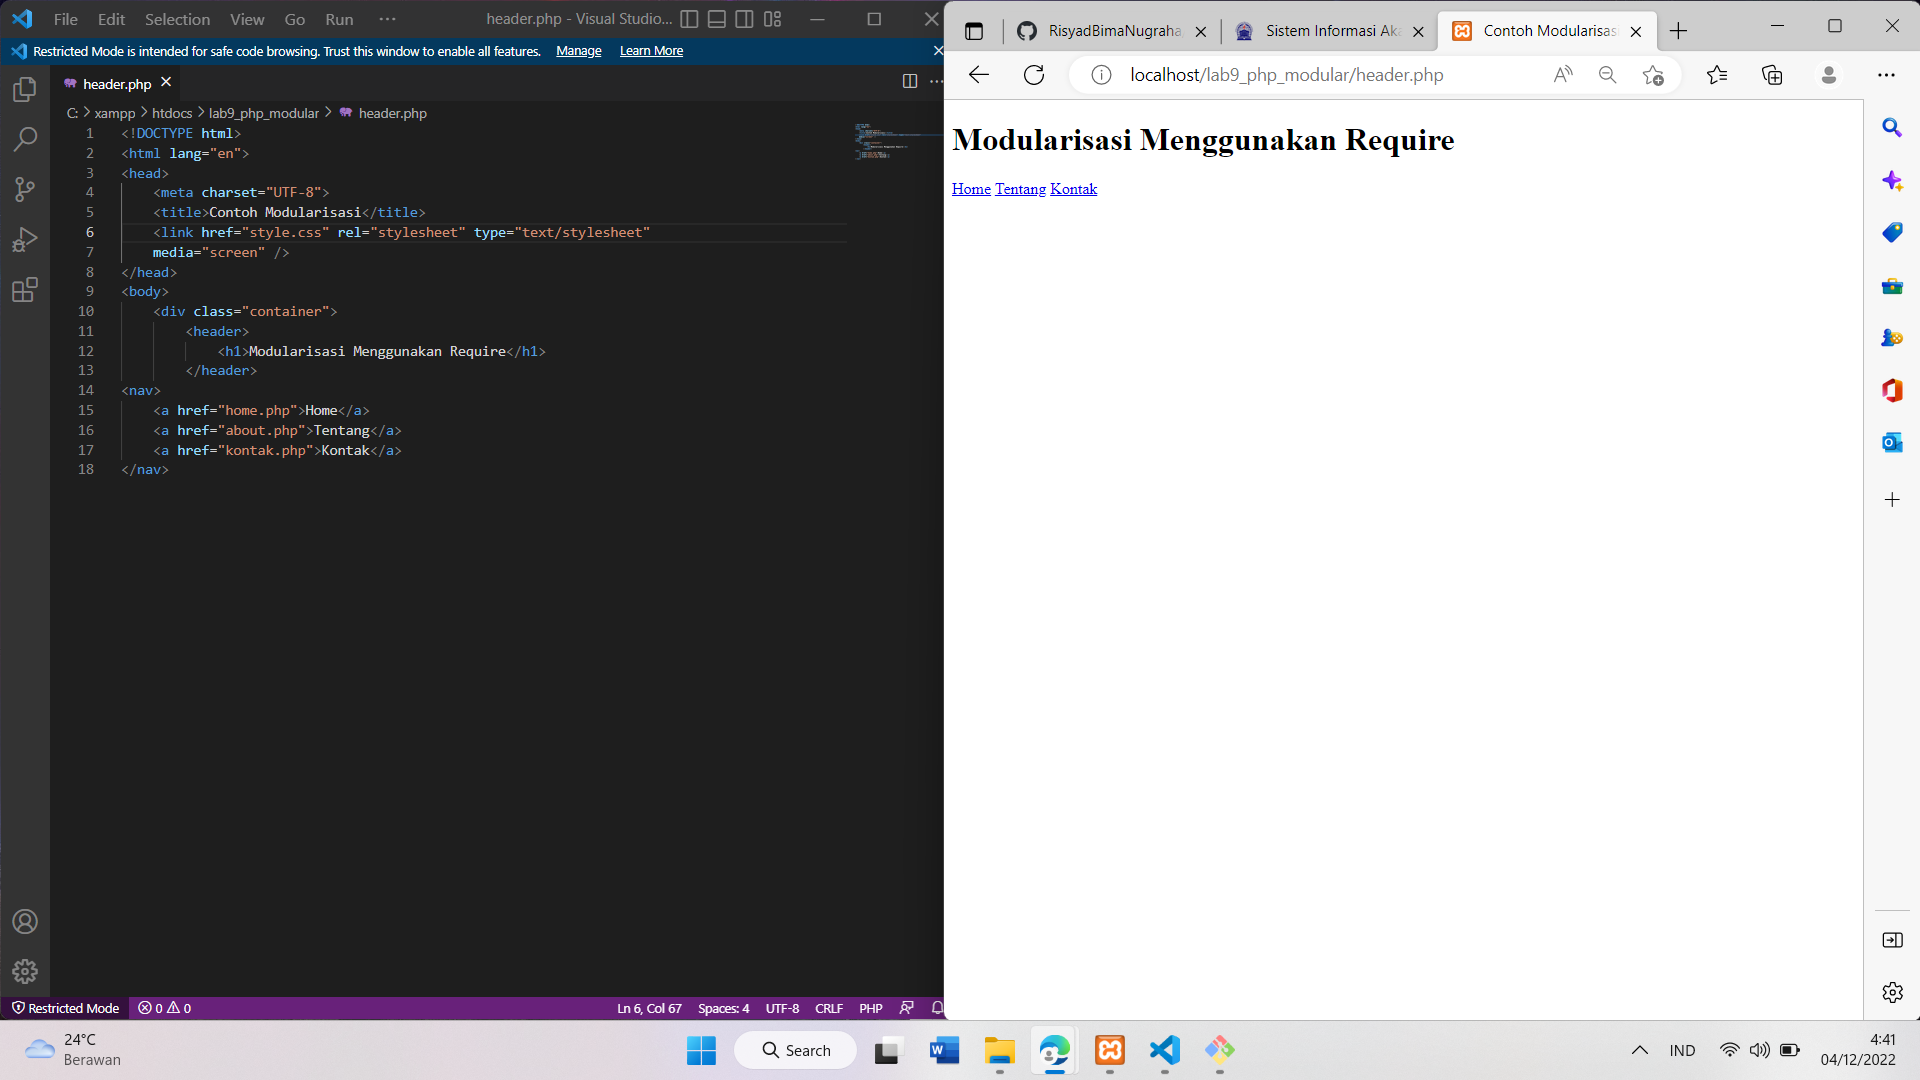 File Edit Selection View Go Run ··· header.php - Visual Studio...
Restricted Mode is intended for safe code browsing. Trust this window to enable all features. Manage Learn More
header.php
C: > xampp > htdocs > lab9_php_modular > header.php
1 <!DOCTYPE html>
2 <html lang="en">
3 <head>
4 <meta charset="UTF-8">
5 <title>Contoh Modularisasi</title>
6 <link href="style.css" rel="stylesheet" type="text/stylesheet"
7 media="screen" />
8 </head>
9 <body>
10 <div class="container">
11 <header>
12 <h1>Modularisasi Menggunakan Require</h1>
13 </header>
14 <nav>
15 <a href="home.php">Home</a>
16 <a href="about.php">Tentang</a>
17 <a href="kontak.php">Kontak</a>
18 </nav>
Restricted Mode 0 0 Ln 6, Col 67 Spaces: 4 UTF-8 CRLF PHP
RisyadBimaNugraha Sistem Informasi Aka Contoh Modularisas
localhost/lab9_php_modular/header.php
Modularisasi Menggunakan Require
Home Tentang Kontak
24°C
Berawan
Search
IND
4:41
04/12/2022